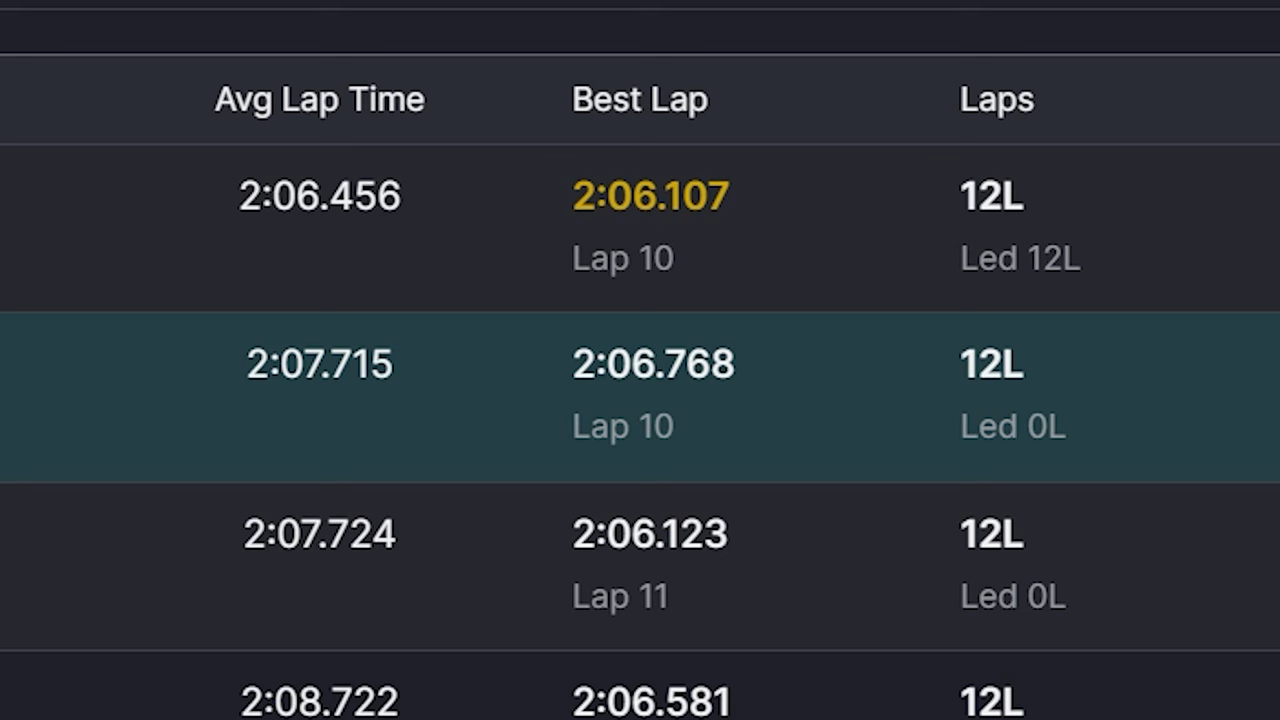 Avg Lap Time Best Lap Laps
2:06.456 2:06.107 12L
Lap 10 Led 12L
2:07.715 2:06.768 12L
Lap 10 Led 0L
2:07.724 2:06.123 12L
Lap 11 Led 0L
2:08.722 2:06.581 12L